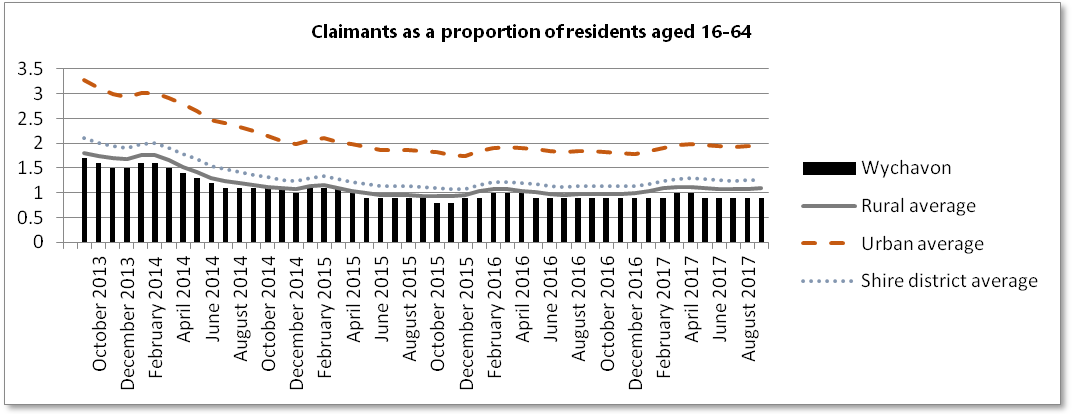 Claimants as a proportion of residents aged 16-64
3.5
3
2.5
2
1.5
1
0.5
0
October 2013
December 2013
February 2014
April 2014
June 2014
August 2014
October 2014
December 2014
February 2015
April 2015
June 2015
August 2015
October 2015
December 2015
February 2016
April 2016
June 2016
August 2016
October 2016
December 2016
February 2017
April 2017
June 2017
August 2017
Wychavon
Rural average
Urban average
Shire district average